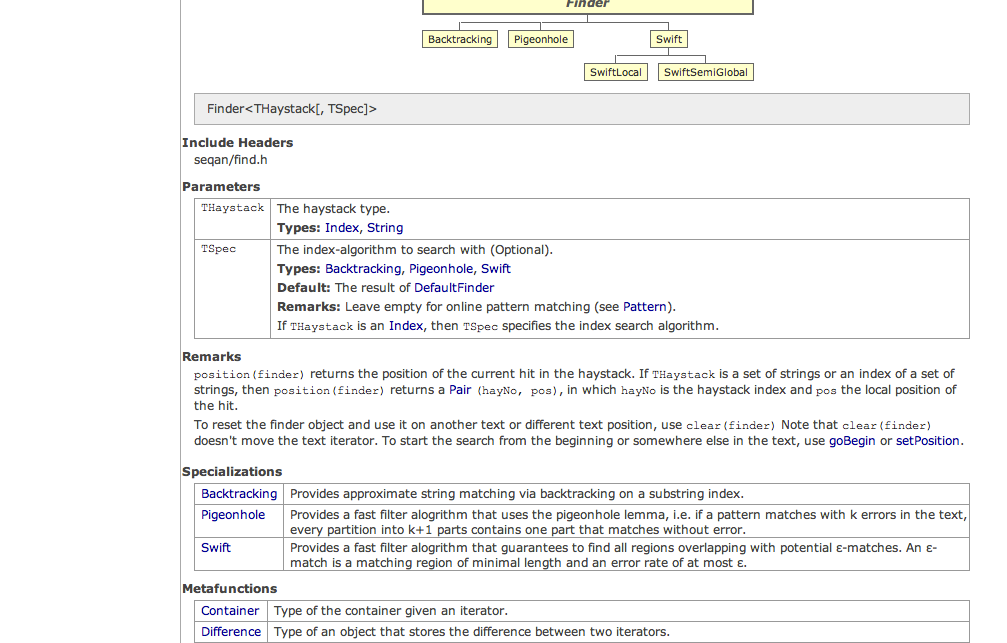 Finder
Backtracking Pigeonhole Swift
SwiftLocal SwiftSemiGlobal
Finder<THaystack[, TSpec]>
Include Headers
seqan/find.h
Parameters
THaystack The haystack type.
Types: Index, String
TSpec The index-algorithm to search with (Optional).
Types: Backtracking, Pigeonhole, Swift
Default: The result of DefaultFinder
Remarks: Leave empty for online pattern matching (see Pattern).
If THaystack is an Index, then TSpec specifies the index search algorithm.
Remarks
position(finder) returns the position of the current hit in the haystack. If THaystack is a set of strings or an index of a set of
strings, then position(finder) returns a Pair (hayNo, pos), in which hayNo is the haystack index and pos the local position of
the hit.
To reset the finder object and use it on another text or different text position, use clear(finder) Note that clear(finder)
doesn't move the text iterator. To start the search from the beginning or somewhere else in the text, use goBegin or setPosition.
Specializations
Backtracking Provides approximate string matching via backtracking on a substring index.
Pigeonhole Provides a fast filter alogrithm that uses the pigeonhole lemma, i.e. if a pattern matches with k errors in the text,
every partition into k+1 parts contains one part that matches without error.
Swift Provides a fast filter alogrithm that guarantees to find all regions overlapping with potential ε-matches. An ε-
match is a matching region of minimal length and an error rate of at most ε.
Metafunctions
Container Type of the container given an iterator.
Difference Type of an object that stores the difference between two iterators.